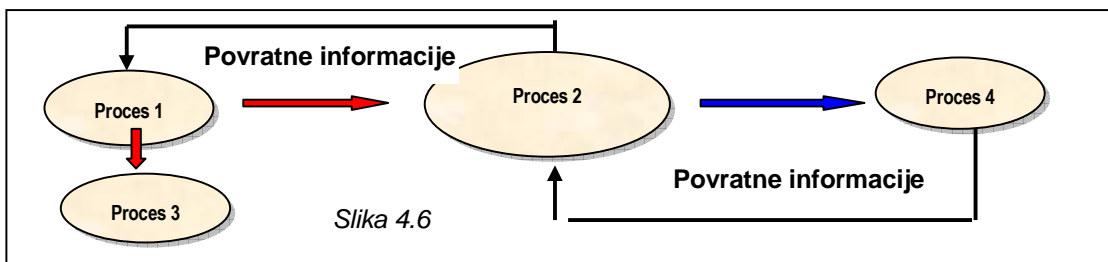 Povratne informacije
Proces 1
Proces 2
Proces 4
Povratne informacije
Proces 3
Slika 4.6